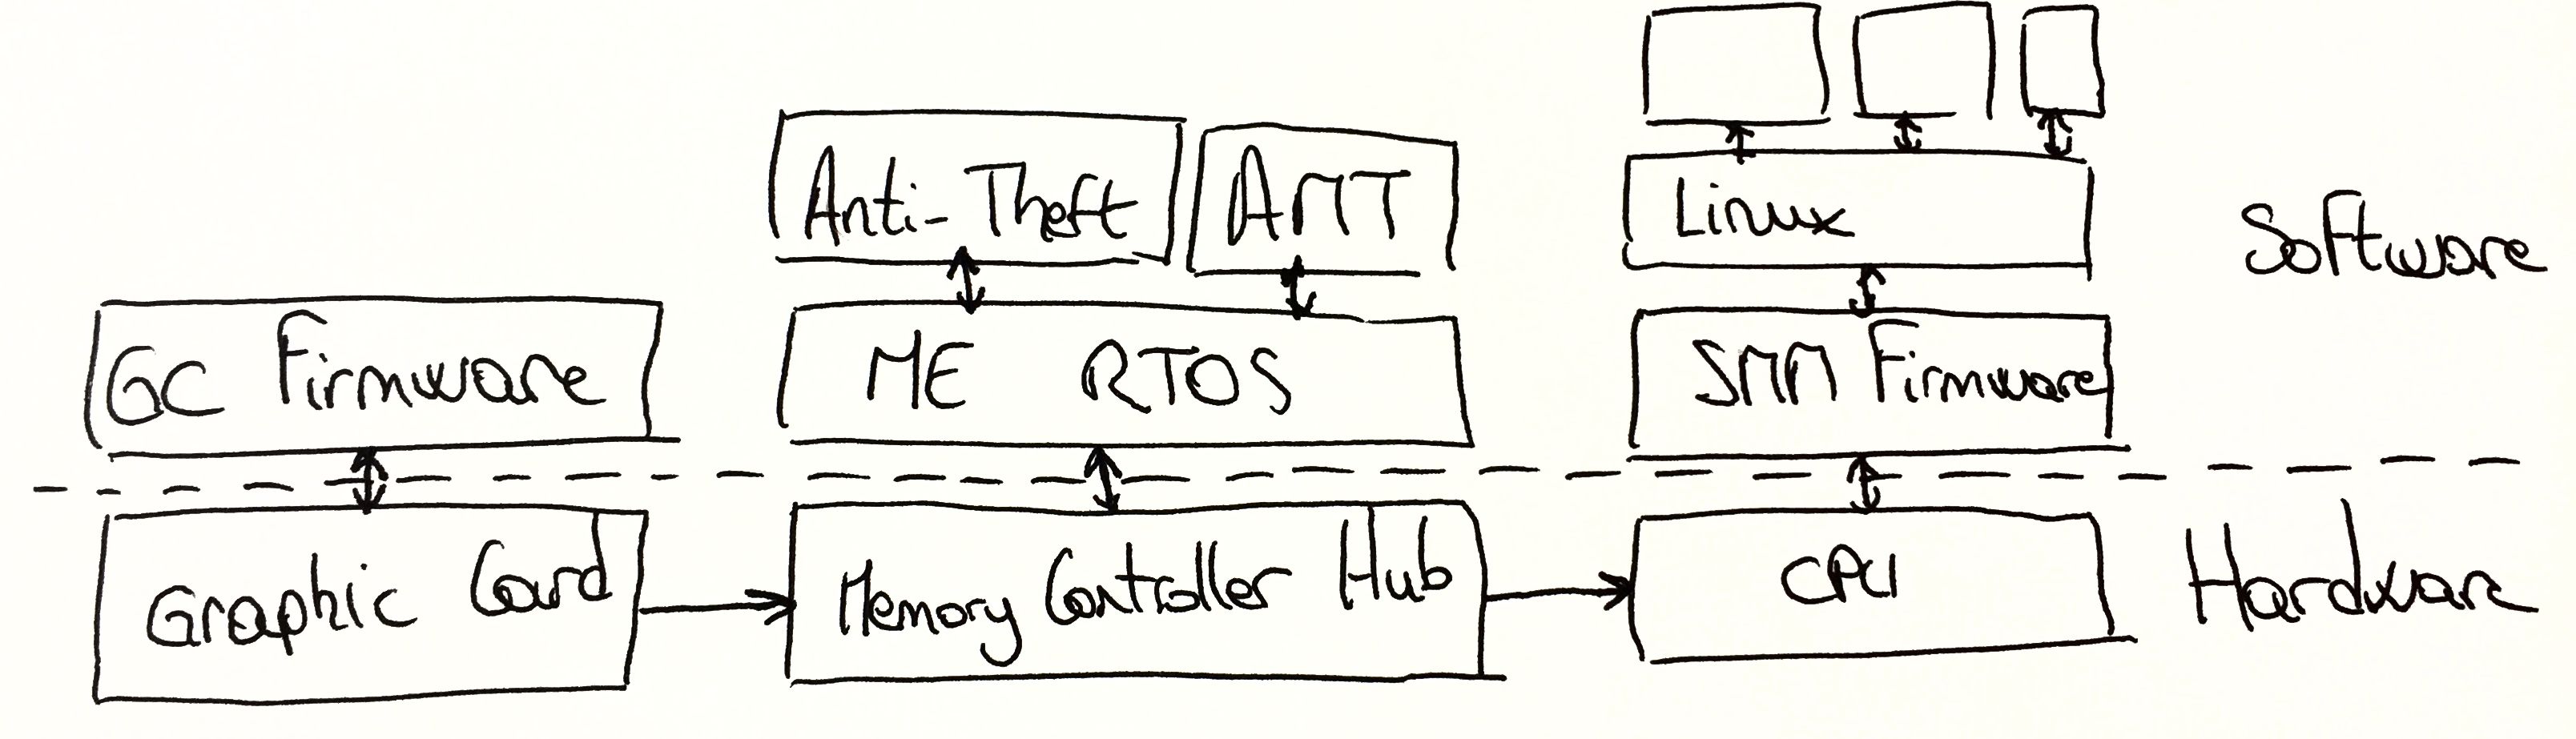 Anti-Theft
AMT
Linux
Software
GC Firmware
ME RTOS
SMM Firmware
Graphic Card
Memory Controller Hub
CPU
Hardware